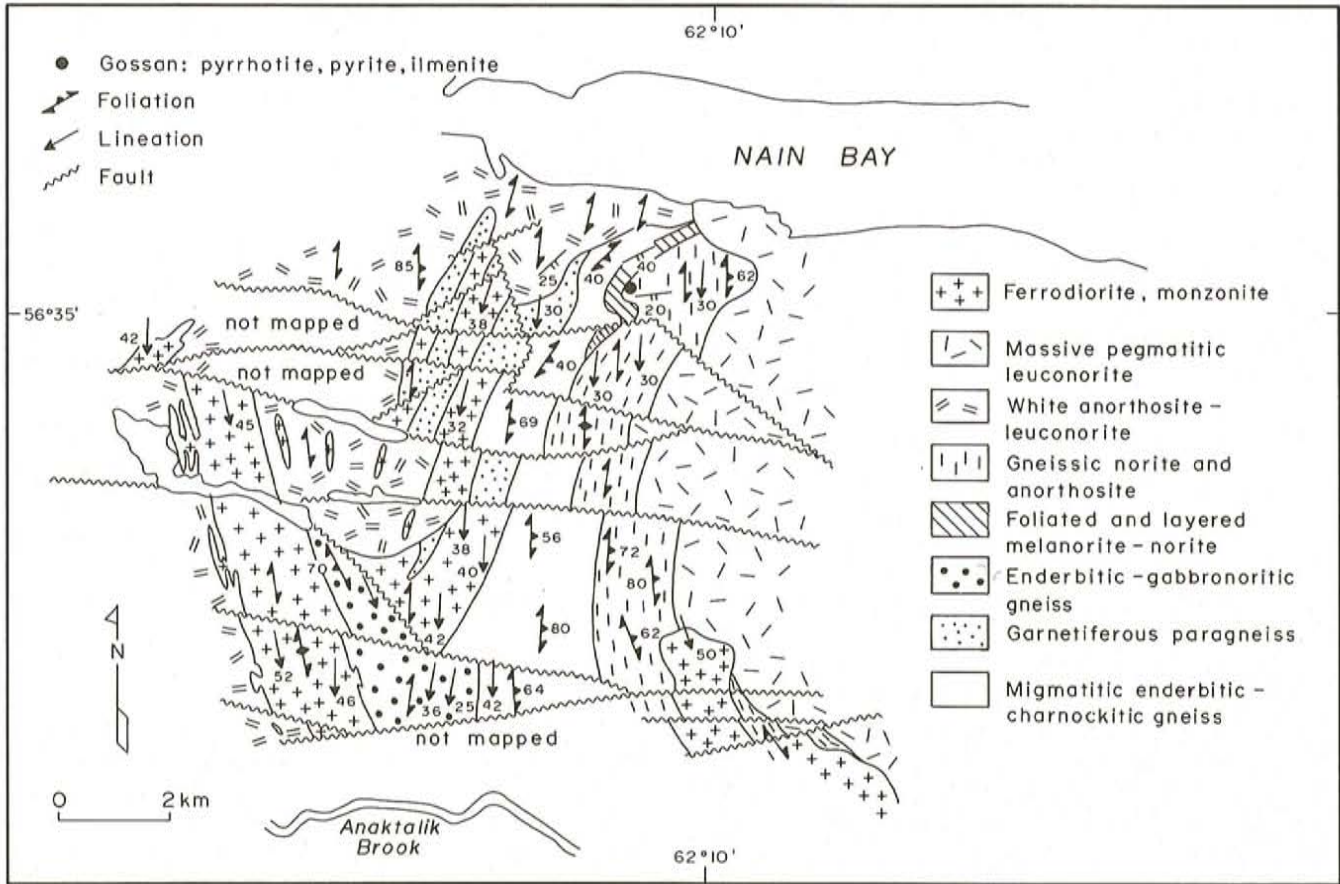 62°10'
Gossan: pyrrhotite, pyrite, ilmenite
Foliation
Lineation
Fault
NAIN BAY
85
40
62
25
40
30
20
30
38
56°35'
not mapped
42
not mapped
40
30
30
45
32
69
Ferrodiorite, monzonite
Massive pegmatitic
leuconorite
White anorthosite –
leuconorite
Gneissic norite and
anorthosite
Foliated and layered
melanorite – norite
Enderbitic – gabbronoritic
gneiss
Garnetiferous paragneiss
Migmatitic enderbitic –
charnockitic gneiss
56
38
72
70
40
80
80
62
42
50
52
46
36
25
42
64
not mapped
N
0 2 km
Anaktalik
Brook
62°10'